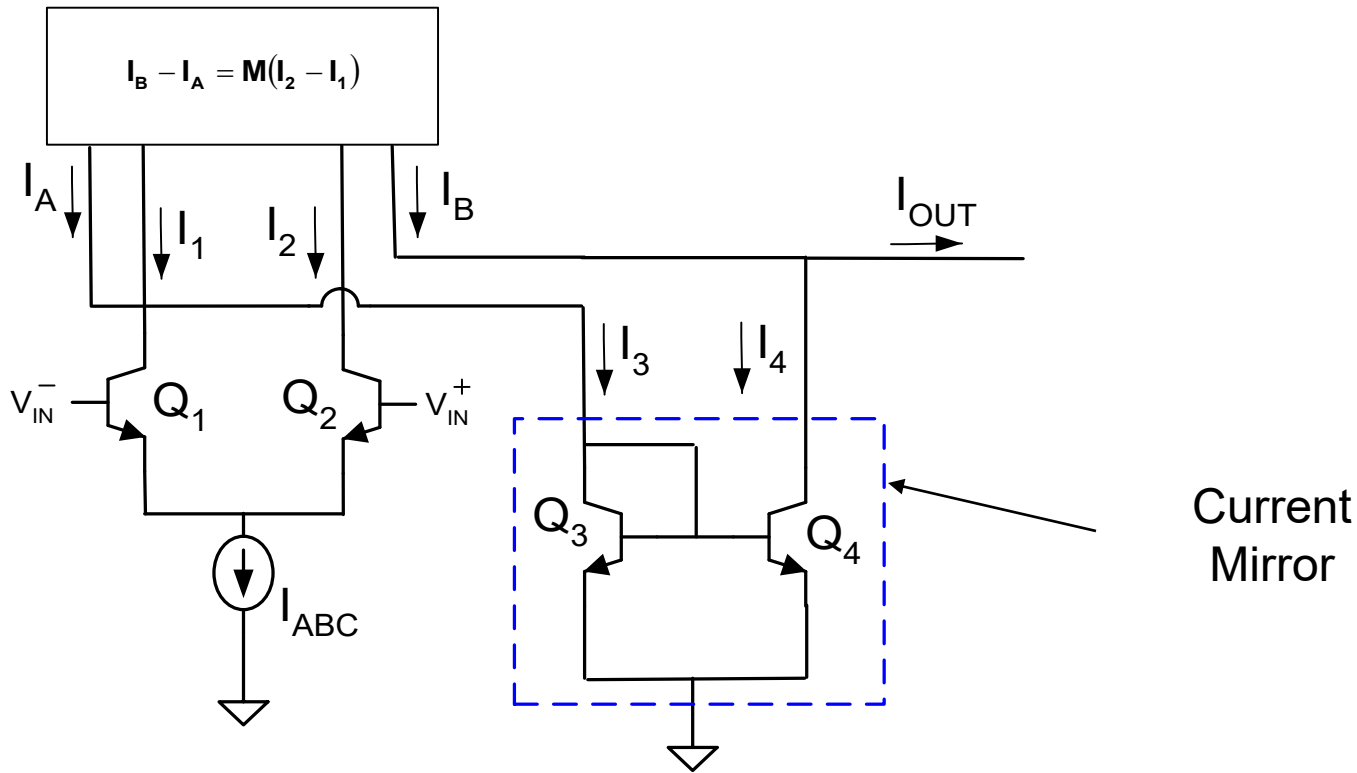 I_B − I_A = M(I_2 − I_1)
I_A
I_1
I_2
I_B
I_OUT
I_3
I_4
V_IN^−
Q_1
Q_2
V_IN^+
Q_3
Q_4
I_ABC
Current
Mirror